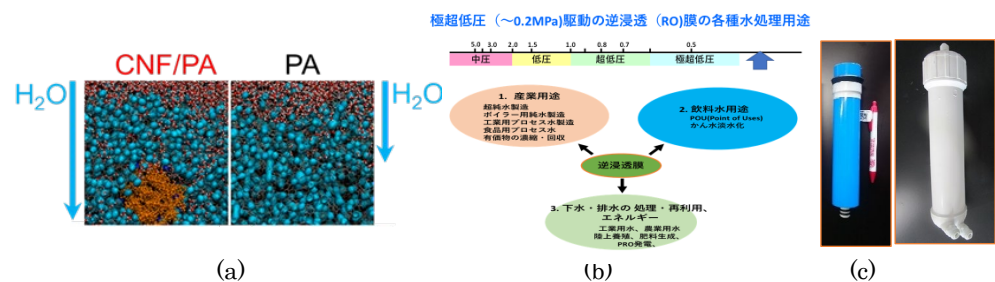 CNF/PA
PA
H₂O
H₂O
(a)
極超低圧（～0.2MPa)駆動の逆浸透（RO)膜の各種水処理用途
5.0 3.0 2.0 1.5 1.0 0.8 0.7 0.5
中圧 低圧 超低圧 極超低圧
1. 産業用途
超純水製造
ボイラー用純水製造
工業用プロセス水製造
食品用プロセス水
有価物の濃縮・回収
2. 飲料水用途
POU(Point of Uses)
かん水淡水化
逆浸透膜
3. 下水・排水の 処理・再利用、
エネルギー
工業用水、農業用水
陸上養殖、肥料生成、
PRO発電、
(b)
(c)